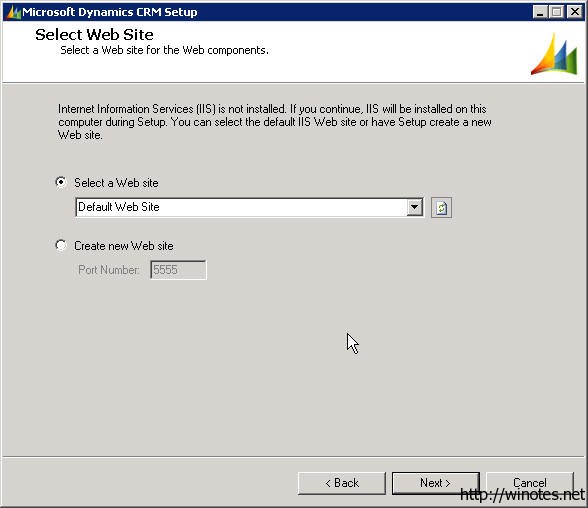 Microsoft Dynamics CRM Setup
Select Web Site
Select a Web site for the Web components.
Internet Information Services (IIS) is not installed. If you continue, IIS will be installed on this
computer during Setup. You can select the default IIS Web site or have Setup create a new
Web site.
Select a Web site
Default Web Site
Create new Web site
Port Number: 5555
< Back Next > Cancel
http://winotes.net